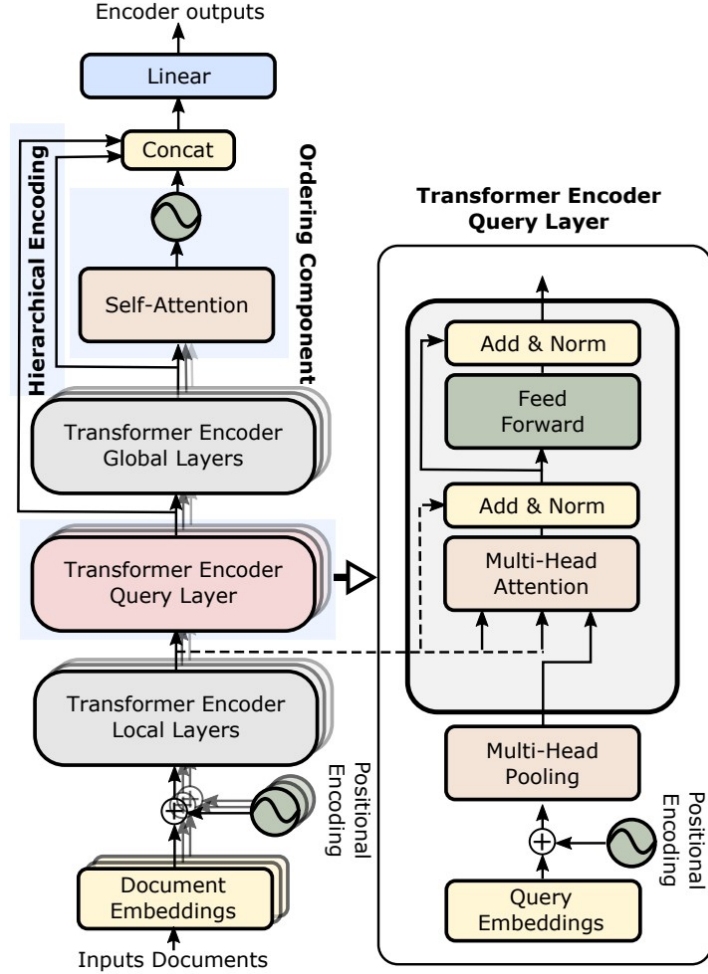 Encoder outputs
Linear
Concat
Hierarchical Encoding
Ordering Component
Self-Attention
Transformer Encoder
Global Layers
Transformer Encoder
Query Layer
Transformer Encoder
Local Layers
Positional
Encoding
Document
Embeddings
Inputs Documents
Transformer Encoder
Query Layer
Add & Norm
Feed
Forward
Add & Norm
Multi-Head
Attention
Multi-Head
Pooling
Positional
Encoding
Query
Embeddings